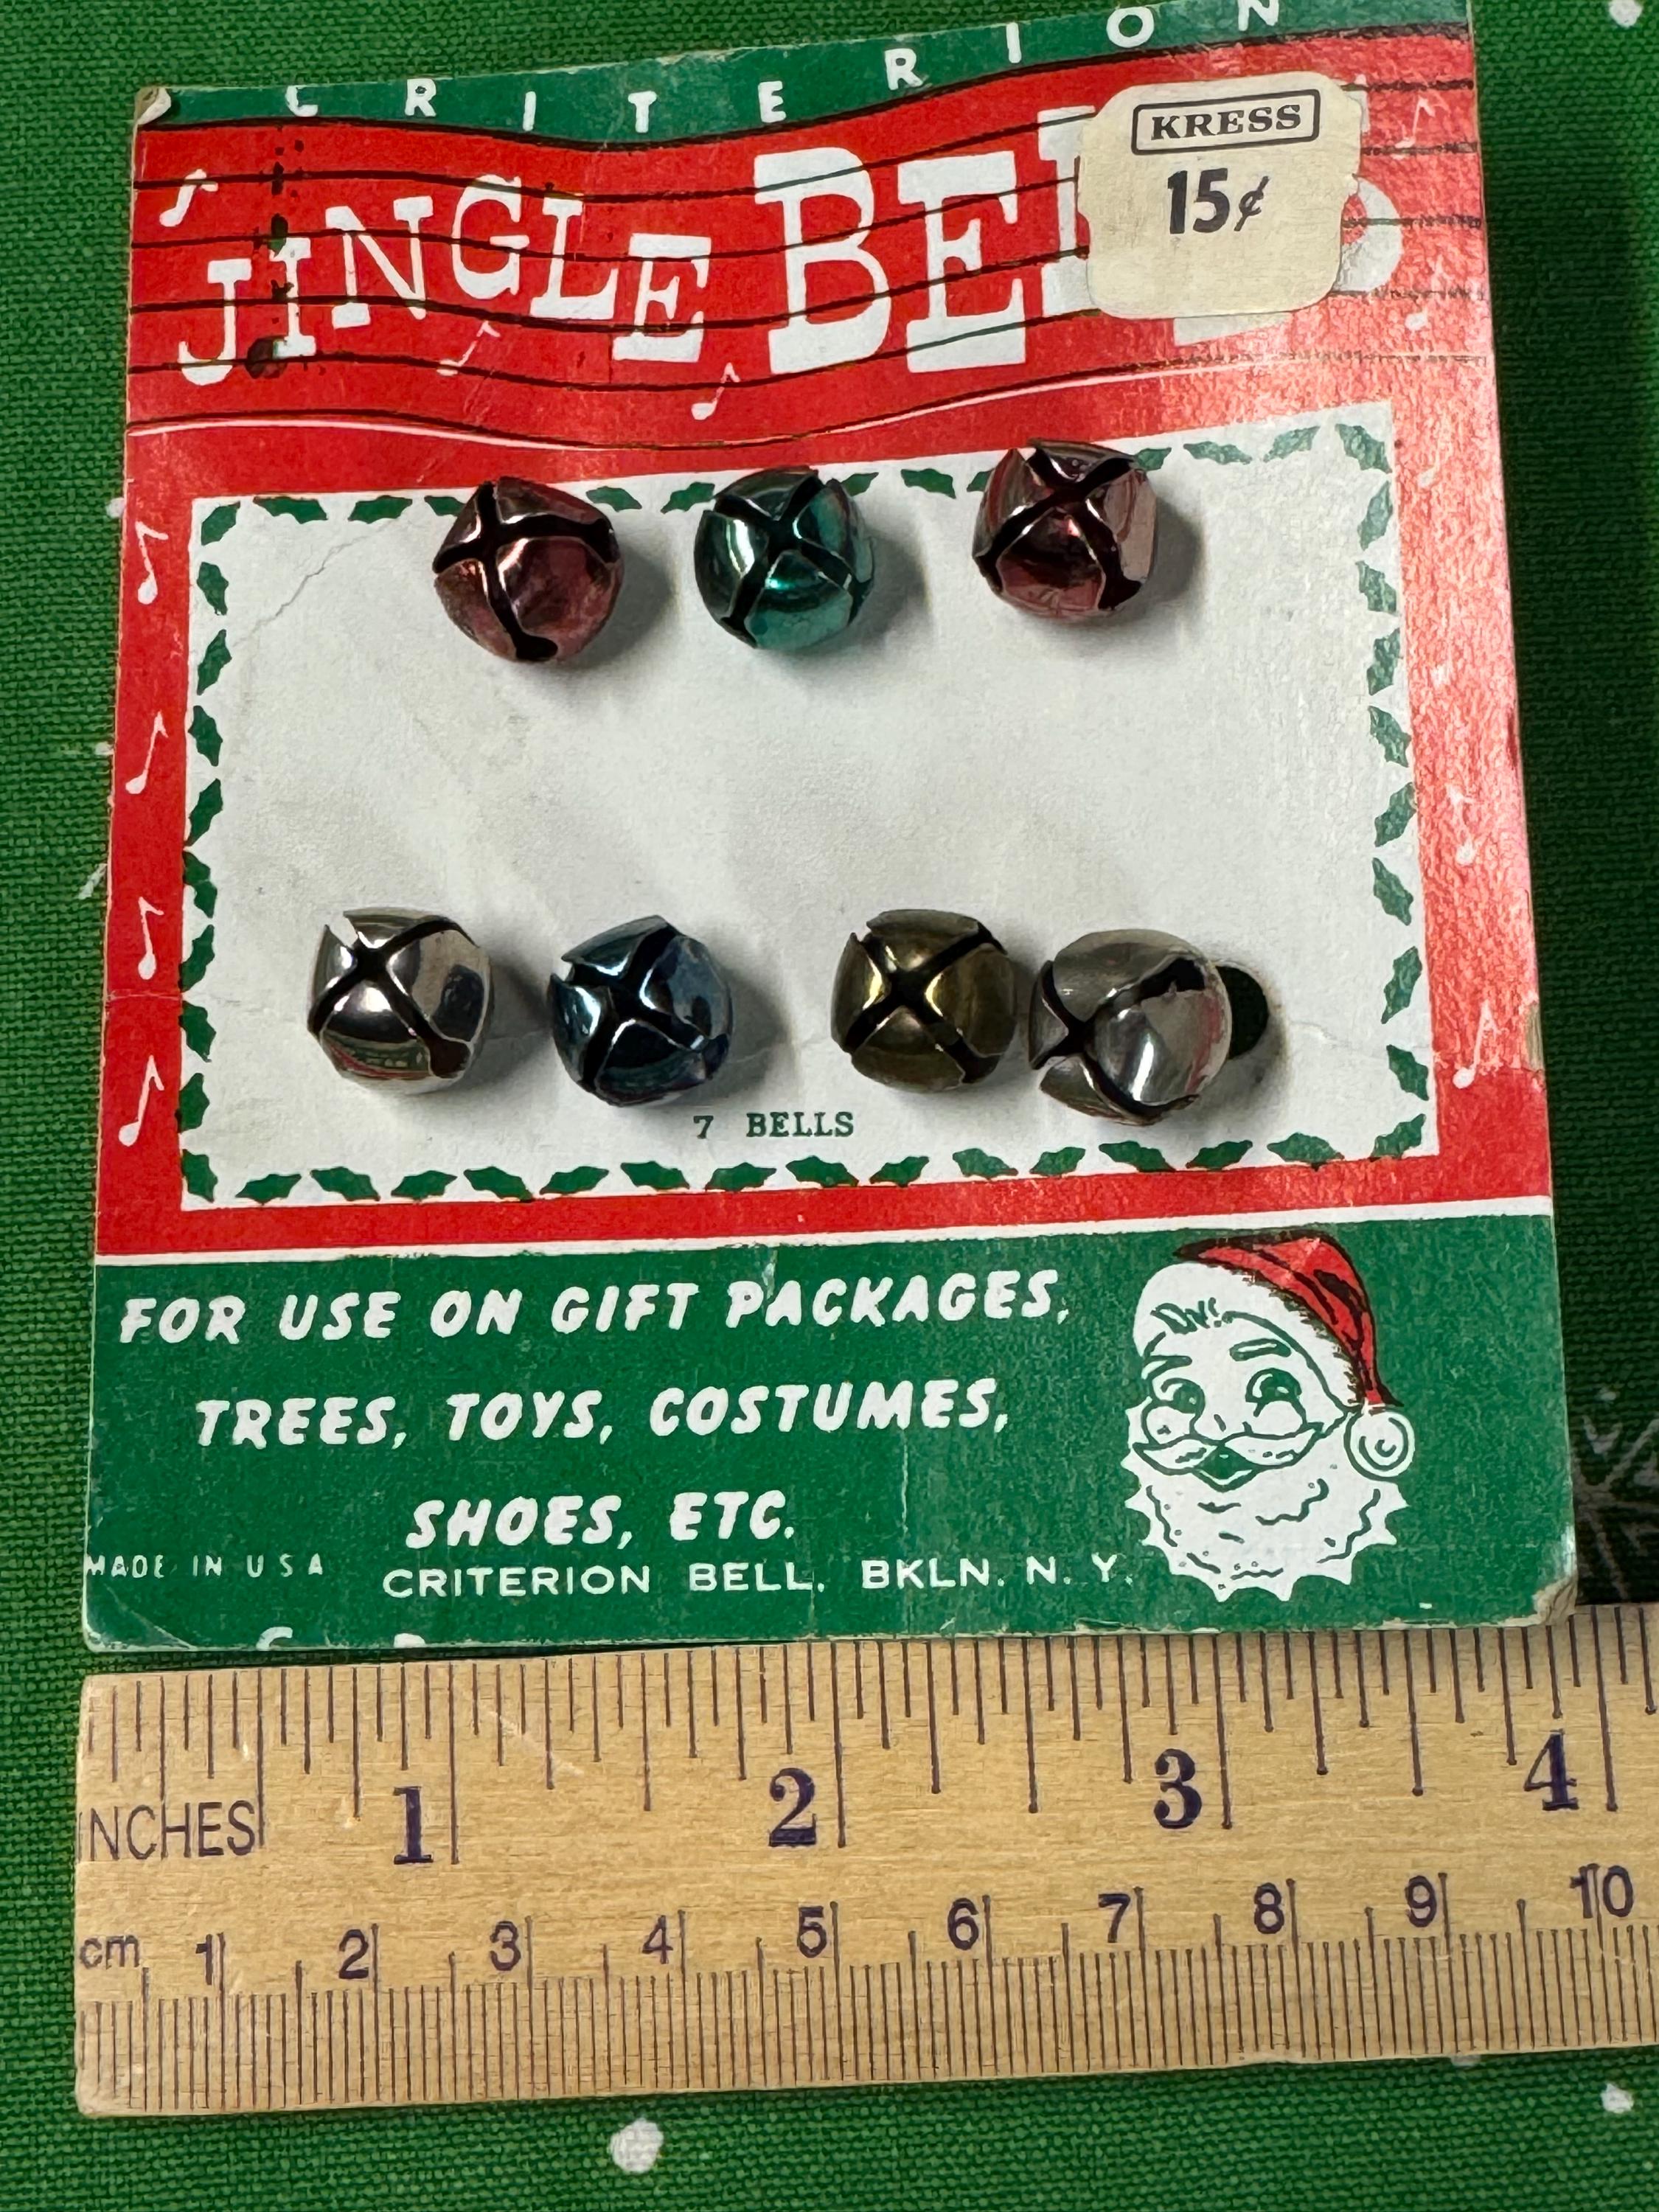 CRITERION
JINGLE BE
KRESS
15¢
7 BELLS
FOR USE ON GIFT PACKAGES,
TREES, TOYS, COSTUMES,
SHOES, ETC.
MADE IN USA
CRITERION BELL. BKLN. N. Y.
INCHES 1 2 3 4
cm 1 2 3 4 5 6 7 8 9 10